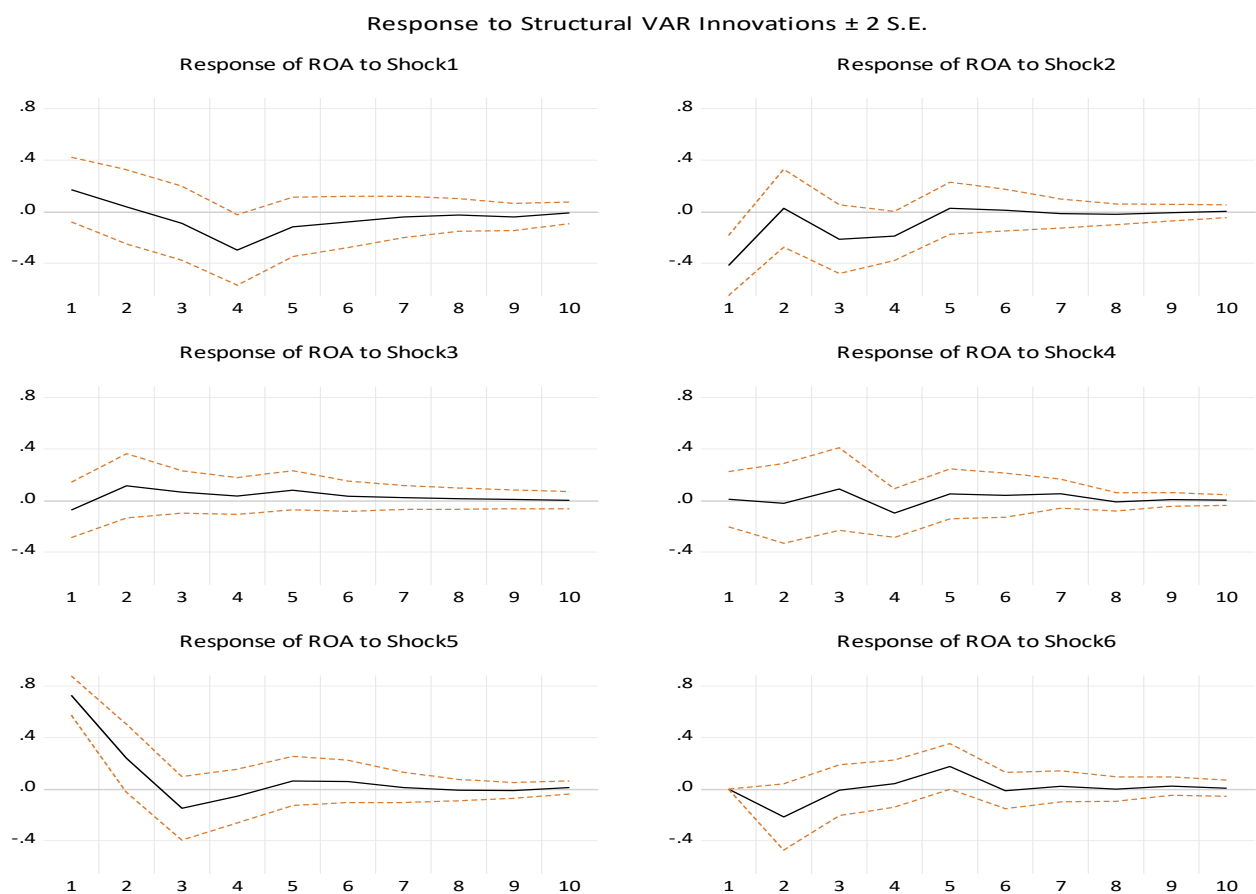 Response to Structural VAR Innovations ± 2 S.E.
Response of ROA to Shock1
.8
.4
.0
-.4
1 2 3 4 5 6 7 8 9 10
Response of ROA to Shock2
.8
.4
.0
-.4
1 2 3 4 5 6 7 8 9 10
Response of ROA to Shock3
.8
.4
.0
-.4
1 2 3 4 5 6 7 8 9 10
Response of ROA to Shock4
.8
.4
.0
-.4
1 2 3 4 5 6 7 8 9 10
Response of ROA to Shock5
.8
.4
.0
-.4
1 2 3 4 5 6 7 8 9 10
Response of ROA to Shock6
.8
.4
.0
-.4
1 2 3 4 5 6 7 8 9 10